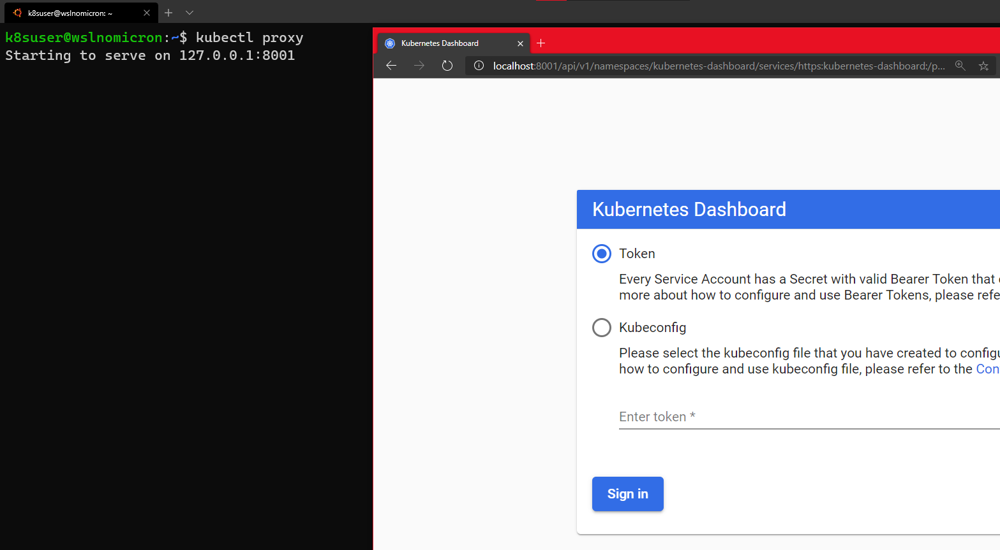 k8suser@wslnomicron: ~
k8suser@wslnomicron:~$ kubectl proxy
Starting to serve on 127.0.0.1:8001
Kubernetes Dashboard
localhost:8001/api/v1/namespaces/kubernetes-dashboard/services/https:kubernetes-dashboard:/p...
Kubernetes Dashboard
Token
Every Service Account has a Secret with valid Bearer Token that
more about how to configure and use Bearer Tokens, please refe
Kubeconfig
Please select the kubeconfig file that you have created to configu
how to configure and use kubeconfig file, please refer to the Con
Enter token *
Sign in